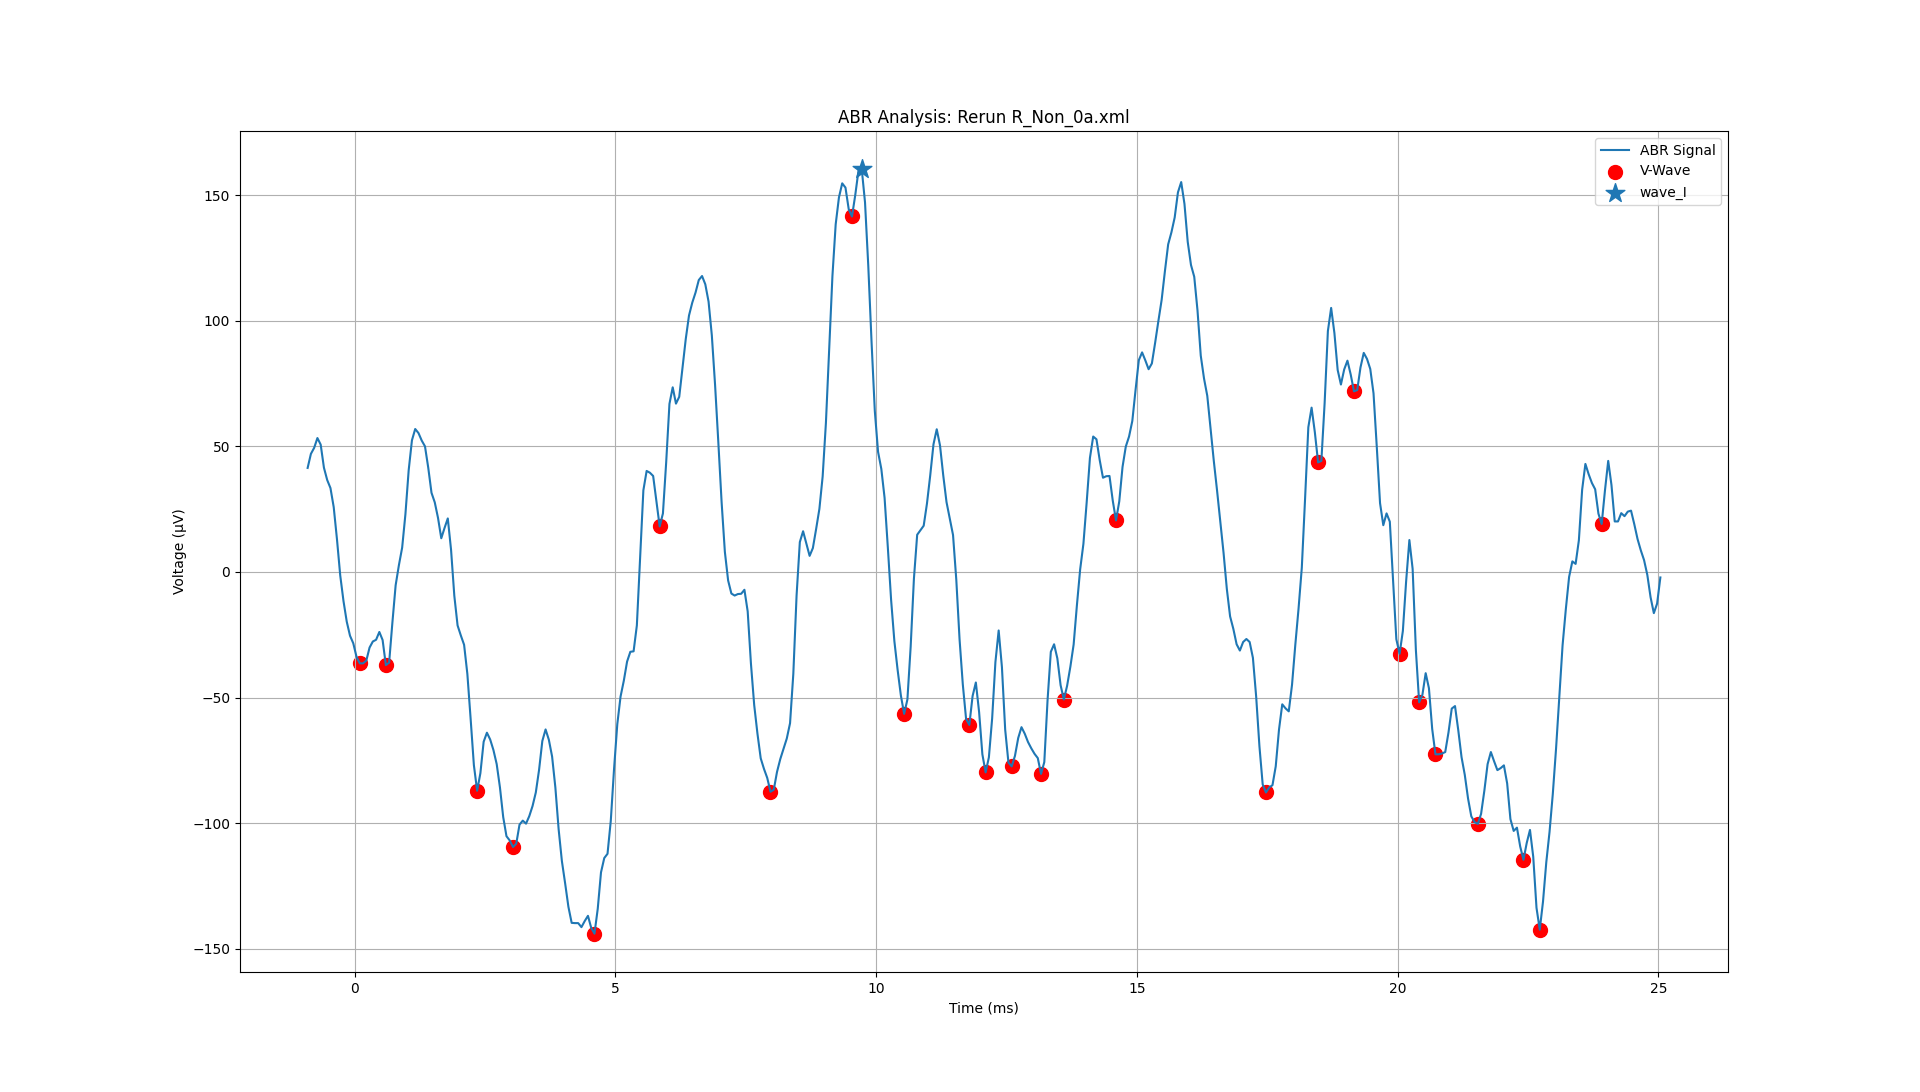 ABR Analysis: Rerun R_Non_0a.xml
ABR Signal
V-Wave
wave_I
Voltage (µV)
150
100
50
0
−50
−100
−150
0 5 10 15 20 25
Time (ms)